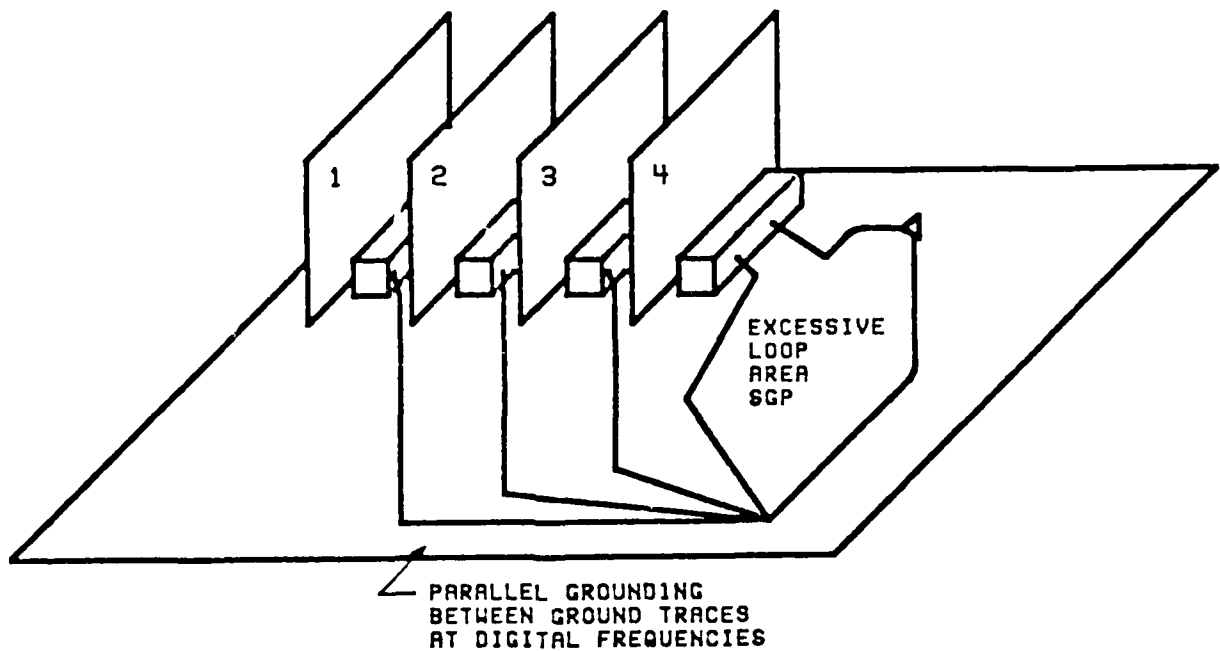 1 2 3 4
EXCESSIVE
LOOP
AREA
SGP
PARALLEL GROUNDING
BETWEEN GROUND TRACES
AT DIGITAL FREQUENCIES